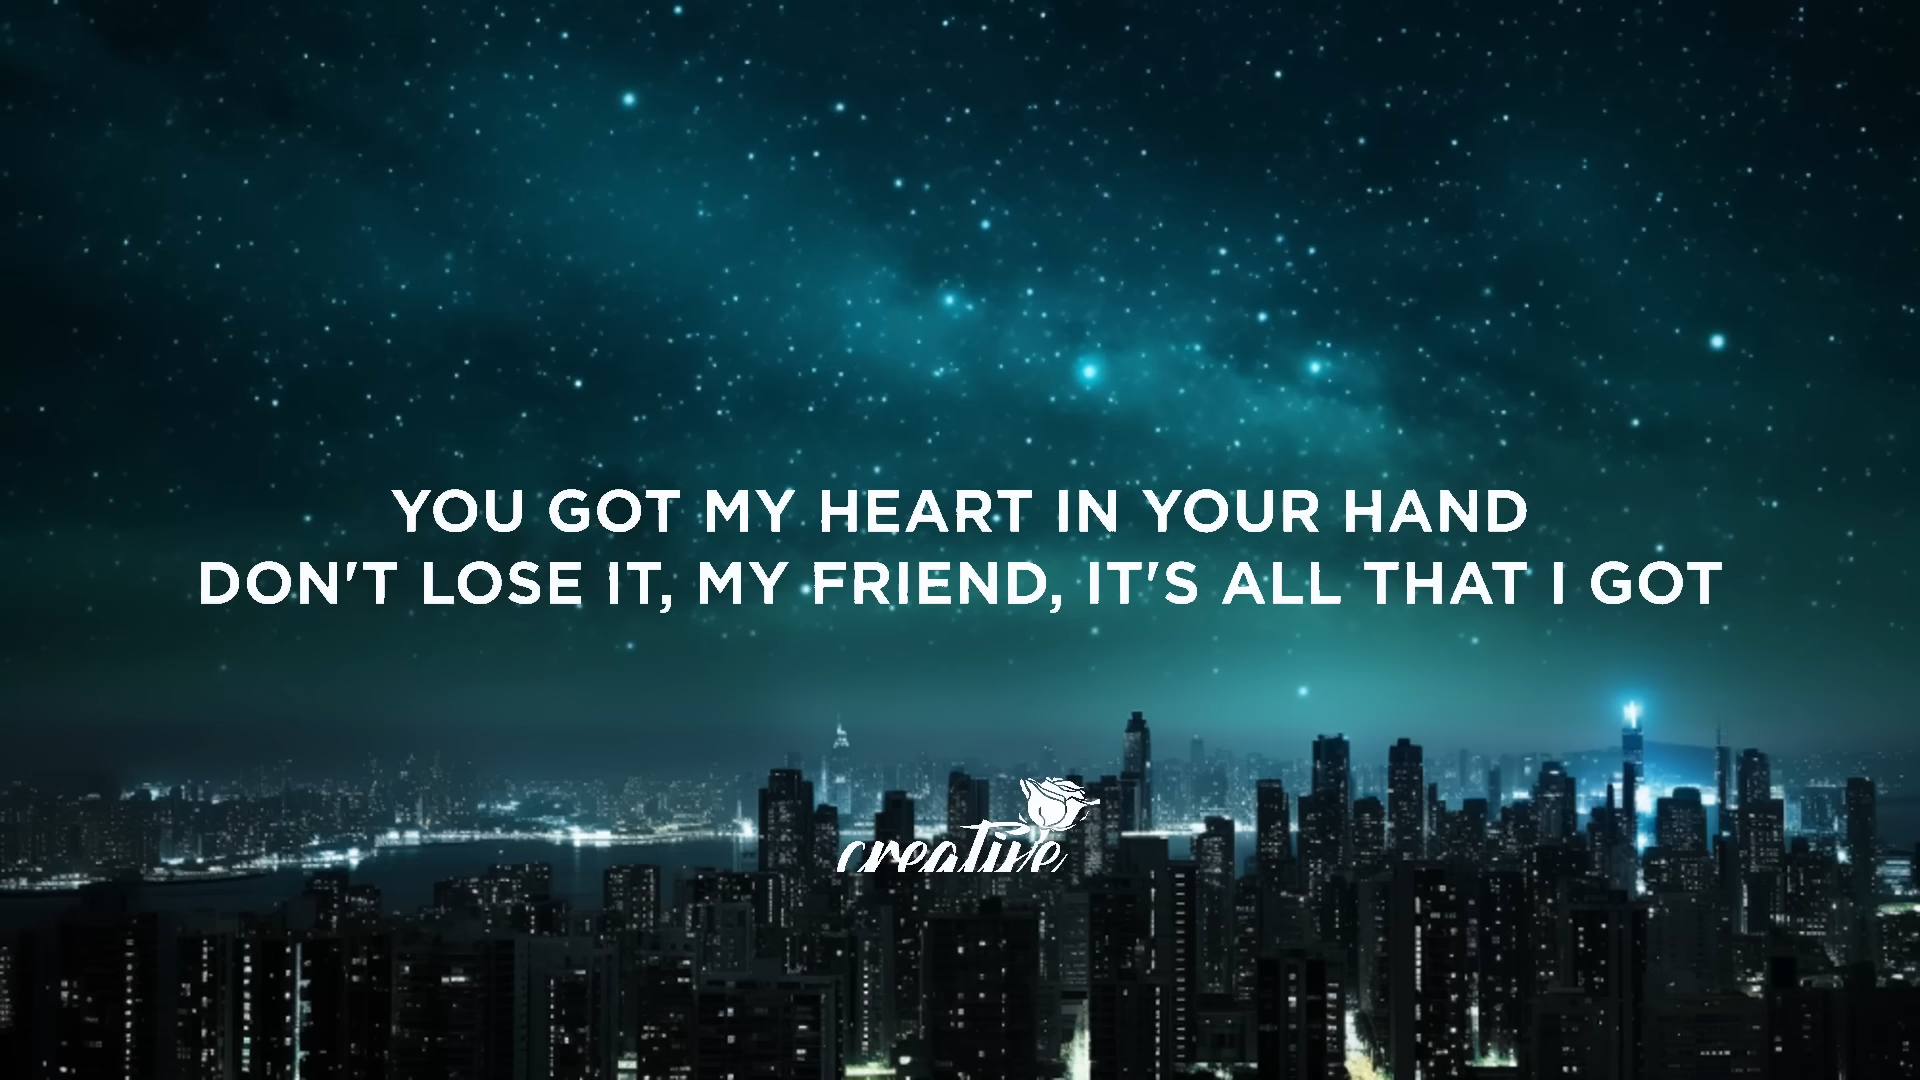 YOU GOT MY HEART IN YOUR HAND
DON'T LOSE IT, MY FRIEND, IT'S ALL THAT I GOT
creative